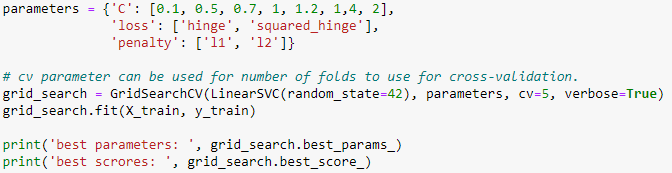 parameters = {'C': [0.1, 0.5, 0.7, 1, 1.2, 1,4, 2],
'loss': ['hinge', 'squared_hinge'],
'penalty': ['l1', 'l2']}
# cv parameter can be used for number of folds to use for cross-validation.
grid_search = GridSearchCV(LinearSVC(random_state=42), parameters, cv=5, verbose=True)
grid_search.fit(X_train, y_train)
print('best parameters: ', grid_search.best_params_)
print('best scrores: ', grid_search.best_score_)